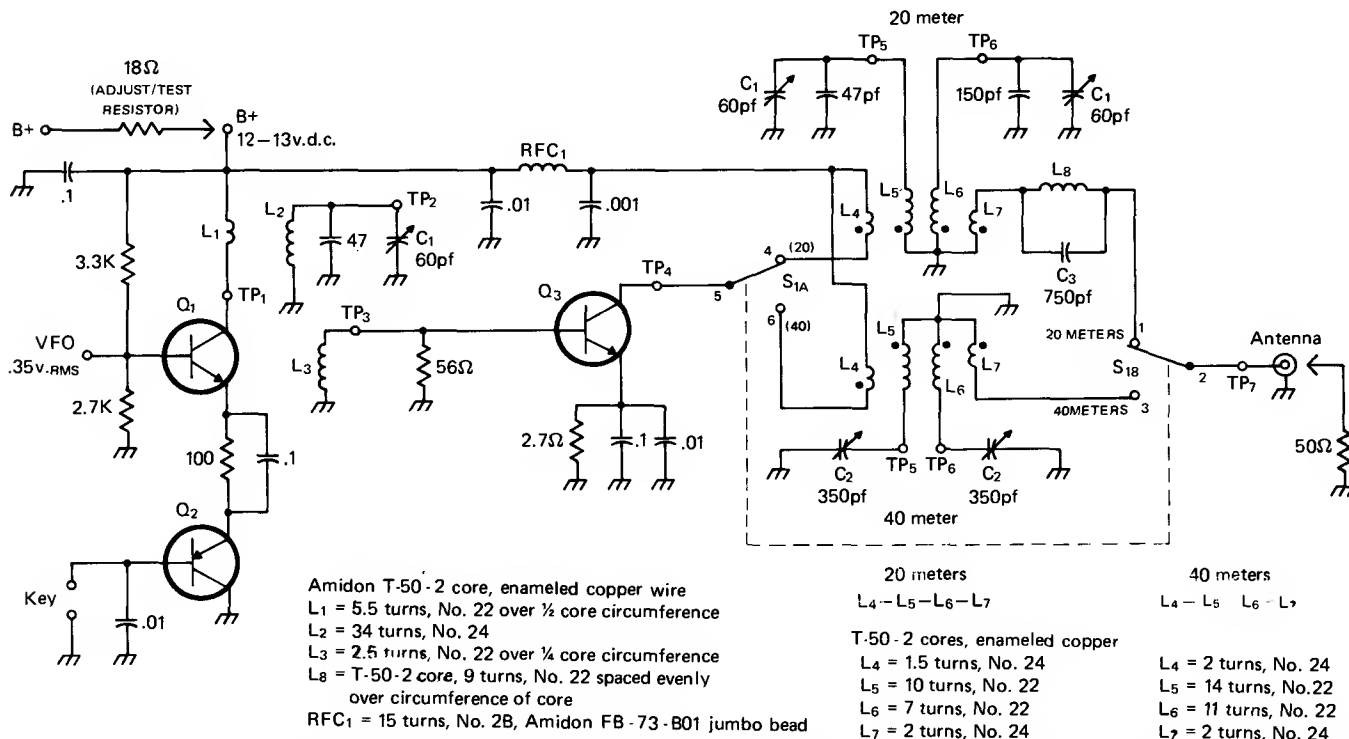 20 meter
TP5
TP6
C1
60pf
47pf
150pf
C1
60pf
18Ω
(ADJUST/TEST
RESISTOR)
B+
B+
12–13v.d.c.
.1
RFC1
.01
.001
L1
L2
TP2
47
C1
60pf
3.3K
TP1
Q1
VFO
.35v.RMS
2.7K
100
.1
Q2
Key
.01
TP3
L3
56Ω
Q3
TP4
2.7Ω
.1
.01
5
4
(20)
S1A
6
(40)
L4
L5
L6
L7
L8
C3
750pf
L4
L5
L6
L7
20 METERS
1
S1B
2
40METERS
3
TP7
Antenna
50Ω
C2
350pf
TP5
TP6
C2
350pf
40 meter
Amidon T-50-2 core, enameled copper wire
L1 = 5.5 turns, No. 22 over ½ core circumference
L2 = 34 turns, No. 24
L3 = 2.5 turns, No. 22 over ¼ core circumference
L8 = T-50-2 core, 9 turns, No. 22 spaced evenly
over circumference of core
RFC1 = 15 turns, No. 2B, Amidon FB-73-B01 jumbo bead
20 meters
L4–L5–L6–L7
T-50-2 cores, enameled copper
L4 = 1.5 turns, No. 24
L5 = 10 turns, No. 22
L6 = 7 turns, No. 22
L7 = 2 turns, No. 24
40 meters
L4 – L5 L6 – L7
L4 = 2 turns, No. 24
L5 = 14 turns, No.22
L6 = 11 turns, No. 22
L7 = 2 turns, No. 24